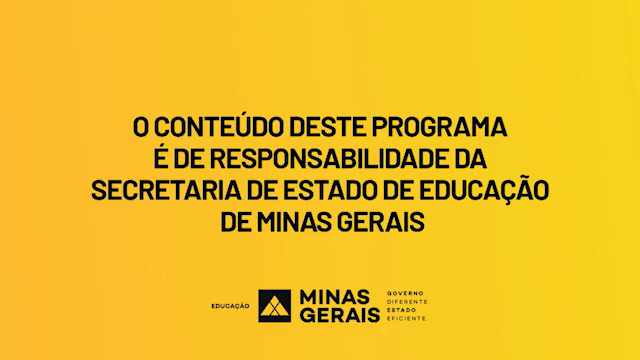 O CONTEÚDO DESTE PROGRAMA
É DE RESPONSABILIDADE DA
SECRETARIA DE ESTADO DE EDUCAÇÃO
DE MINAS GERAIS
EDUCAÇÃO
MINAS
GERAIS
GOVERNO
DIFERENTE.
ESTADO
EFICIENTE.